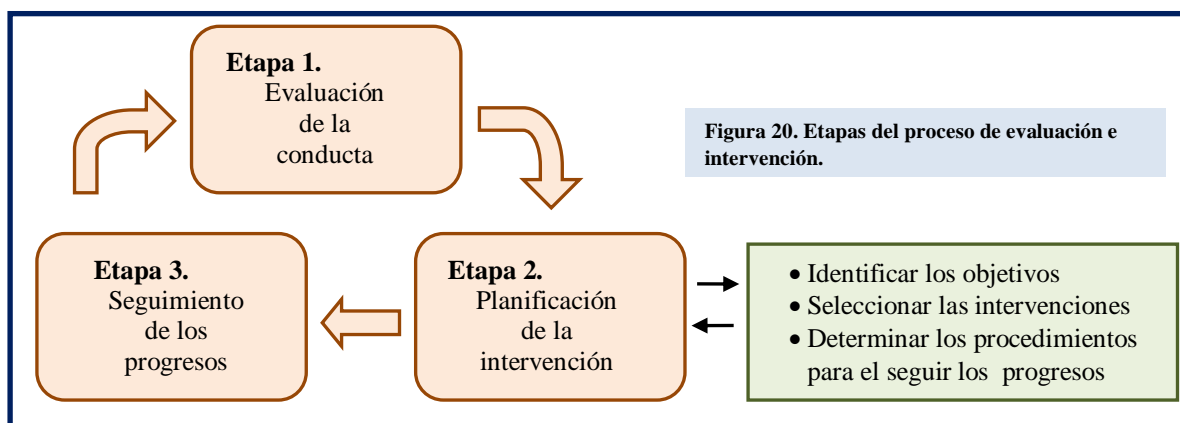 Etapa 1.
Evaluación
de la
conducta
Figura 20. Etapas del proceso de evaluación e
intervención.
Etapa 3.
Seguimiento
de los
progresos
Etapa 2.
Planificación
de la
intervención
• Identificar los objetivos
• Seleccionar las intervenciones
• Determinar los procedimientos
para el seguir los progresos